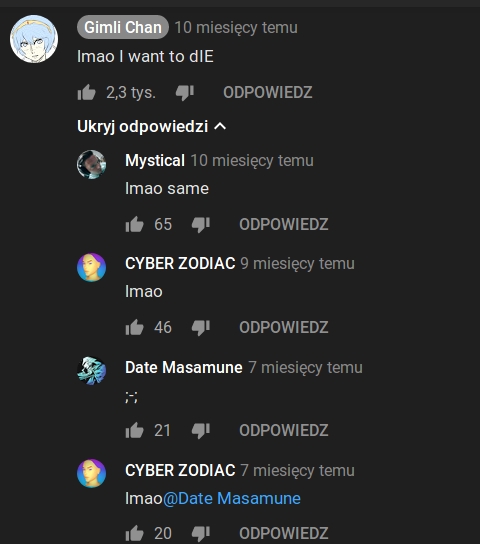 Gimli Chan 10 miesięcy temu
lmao I want to dIE
2,3 tys. ODPOWIEDZ
Ukryj odpowiedzi
Mystical 10 miesięcy temu
lmao same
65 ODPOWIEDZ
CYBER ZODIAC 9 miesięcy temu
lmao
46 ODPOWIEDZ
Date Masamune 7 miesięcy temu
;-;
21 ODPOWIEDZ
CYBER ZODIAC 7 miesięcy temu
lmao@Date Masamune
20 ODPOWIEDZ